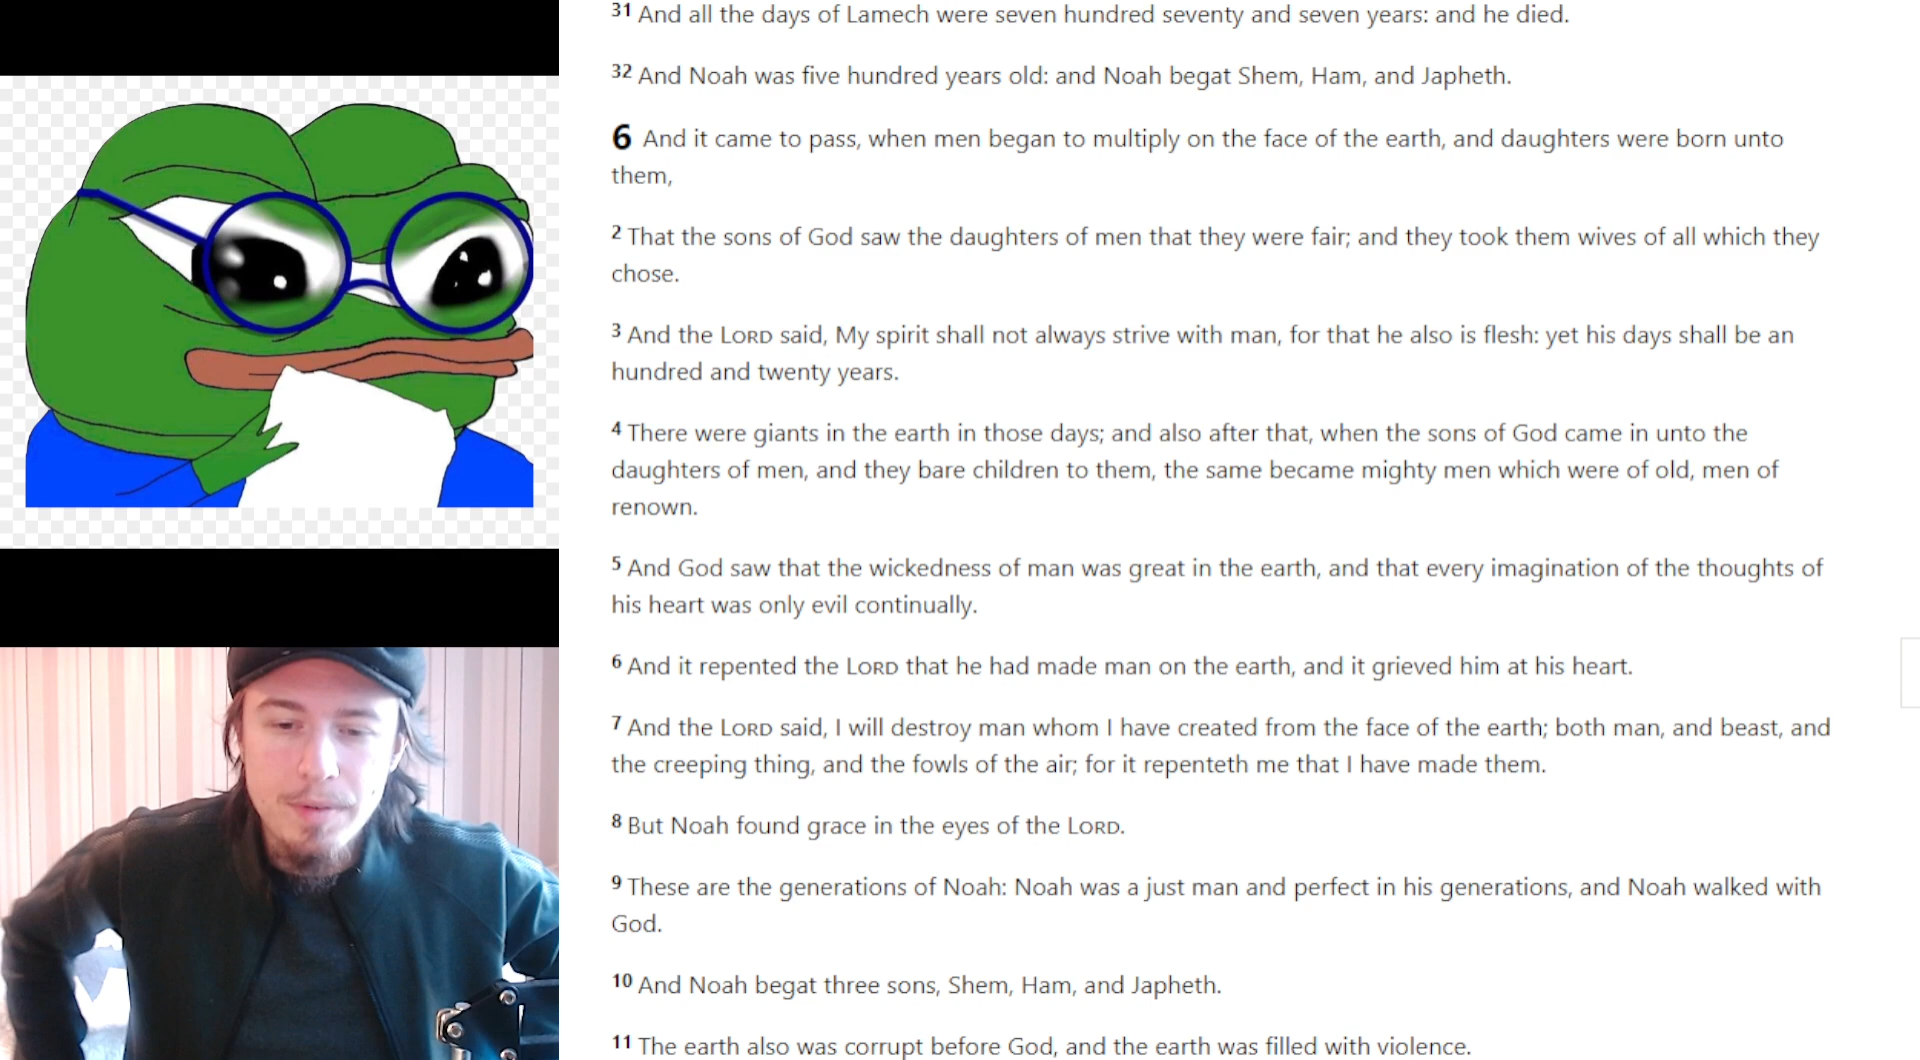 31 And all the days of Lamech were seven hundred seventy and seven years: and he died.
32 And Noah was five hundred years old: and Noah begat Shem, Ham, and Japheth.
6 And it came to pass, when men began to multiply on the face of the earth, and daughters were born unto
them,
2 That the sons of God saw the daughters of men that they were fair; and they took them wives of all which they
chose.
3 And the LORD said, My spirit shall not always strive with man, for that he also is flesh: yet his days shall be an
hundred and twenty years.
4 There were giants in the earth in those days; and also after that, when the sons of God came in unto the
daughters of men, and they bare children to them, the same became mighty men which were of old, men of
renown.
5 And God saw that the wickedness of man was great in the earth, and that every imagination of the thoughts of
his heart was only evil continually.
6 And it repented the LORD that he had made man on the earth, and it grieved him at his heart.
7 And the LORD said, I will destroy man whom I have created from the face of the earth; both man, and beast, and
the creeping thing, and the fowls of the air; for it repenteth me that I have made them.
8 But Noah found grace in the eyes of the LORD.
9 These are the generations of Noah: Noah was a just man and perfect in his generations, and Noah walked with
God.
10 And Noah begat three sons, Shem, Ham, and Japheth.
11 The earth also was corrupt before God, and the earth was filled with violence.